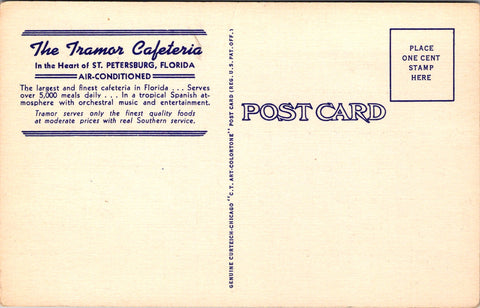 The Tramor Cafeteria
In the Heart of ST. PETERSBURG, FLORIDA
AIR-CONDITIONED
The largest and finest cafeteria in Florida . . . Serves
over 5,000 meals daily . . . In a tropical Spanish at-
mosphere with orchestral music and entertainment.
Tramor serves only the finest quality foods
at moderate prices with real Southern service.
GENUINE CURTEICH-CHICAGO "C.T. ART-COLORTONE" POST CARD (REG. U.S. PAT. OFF.)
POST CARD
PLACE
ONE CENT
STAMP
HERE